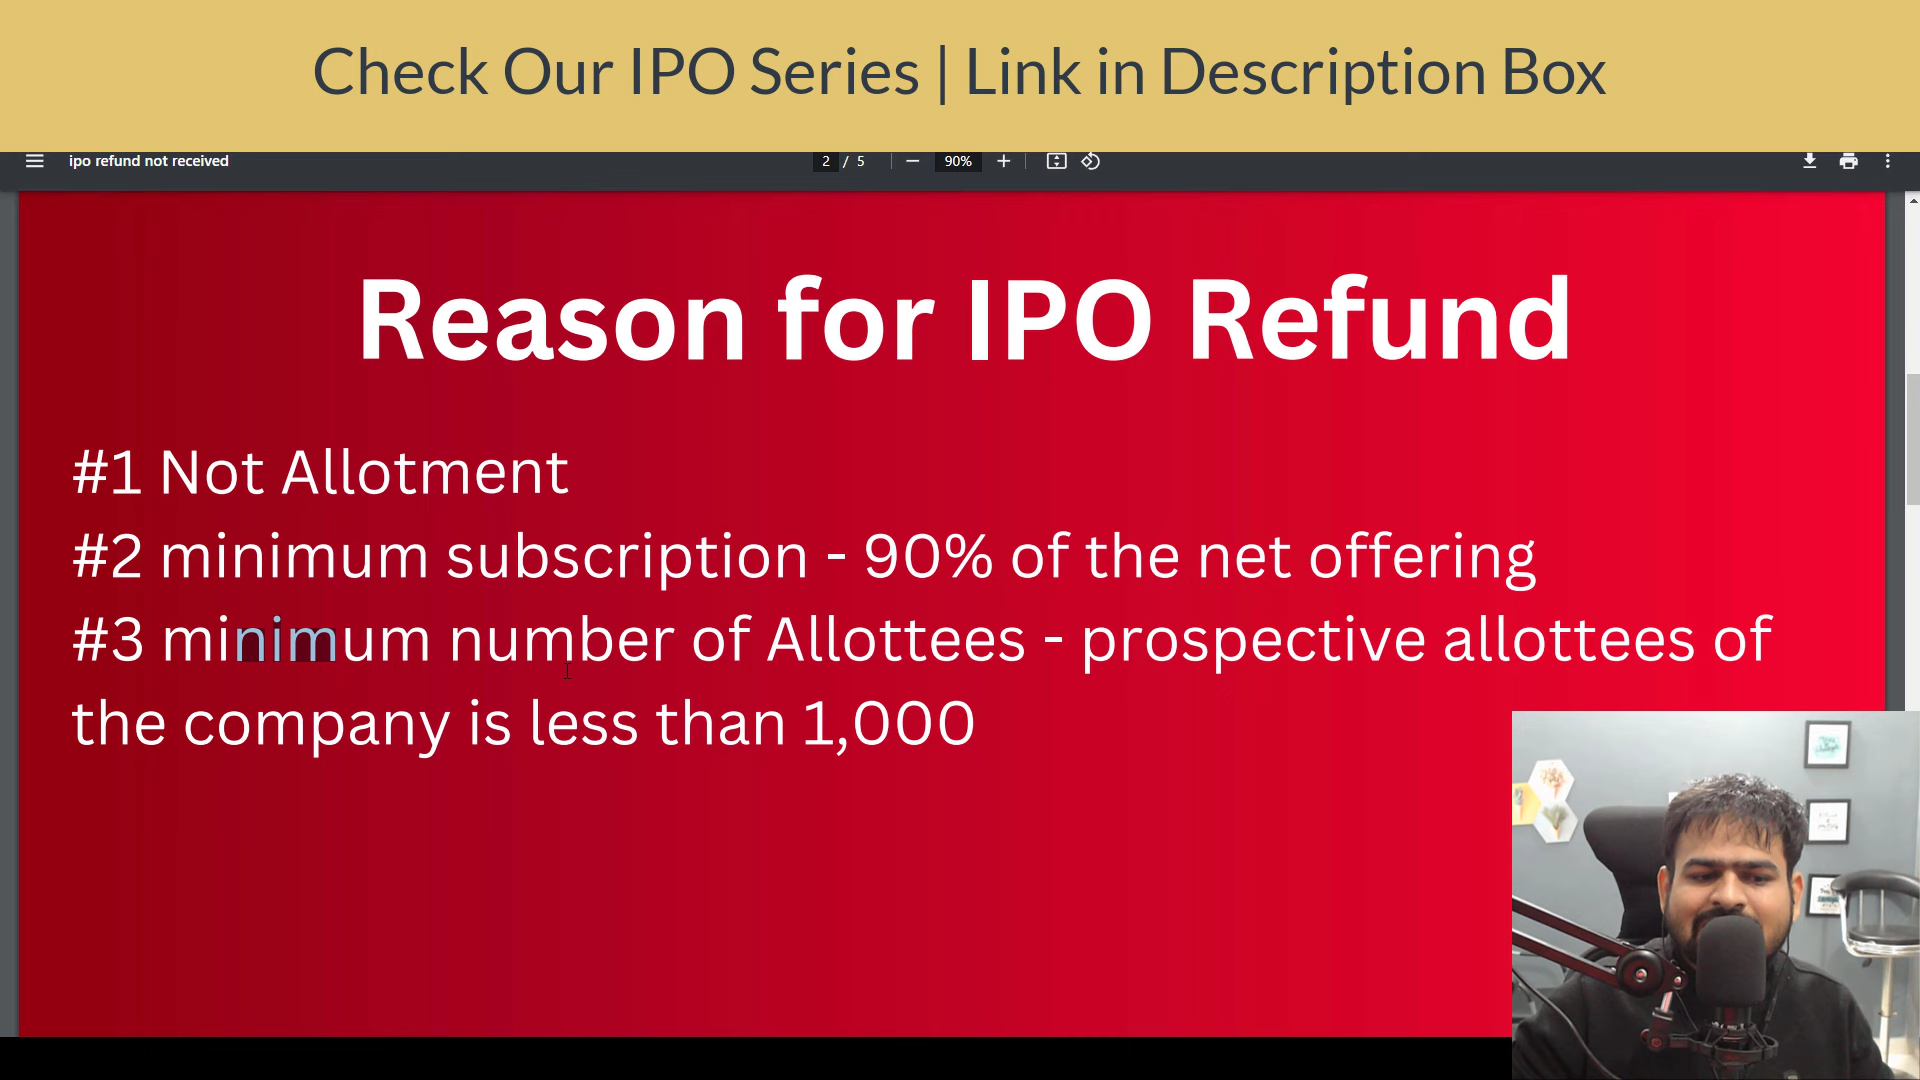 Check Our IPO Series | Link in Description Box
ipo refund not received
2 / 5
90%
Reason for IPO Refund
#1 Not Allotment
#2 minimum subscription - 90% of the net offering
#3 minimum number of Allottees - prospective allottees of
the company is less than 1,000